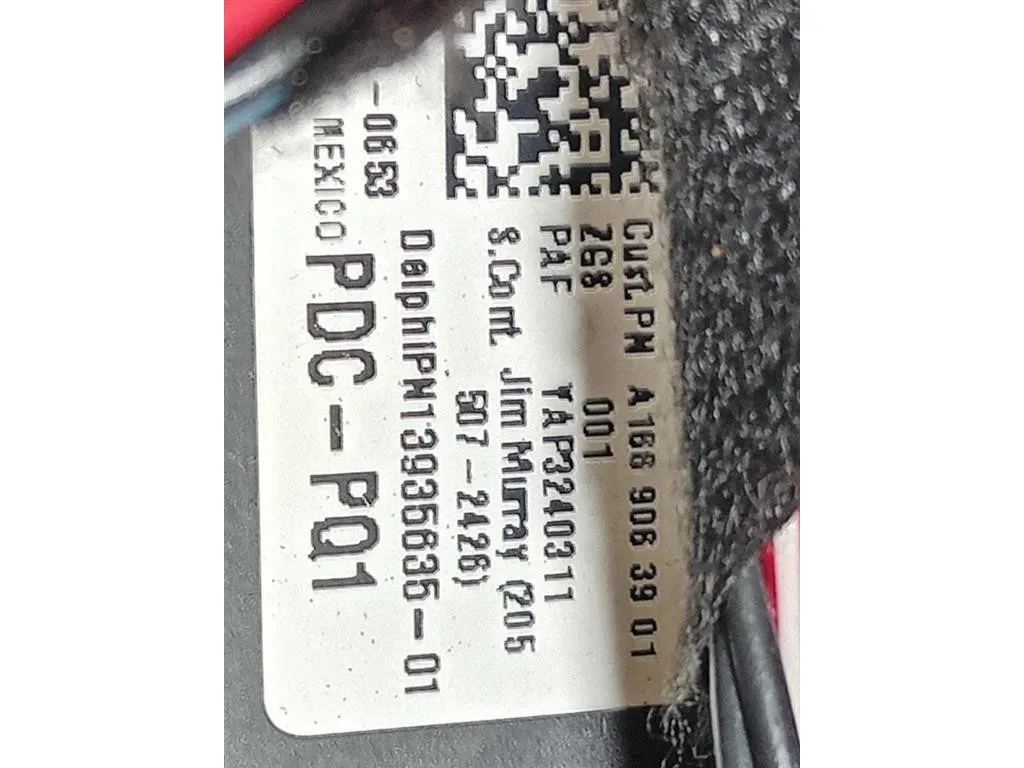 Cust.PN A 166 906 39 01
ZGS 001
PAF TAP3240311
S.Cont. Jim Murray (205
507-2426)
DelphiPN13935635-01
-0653
MEXICO PDC-PQ1